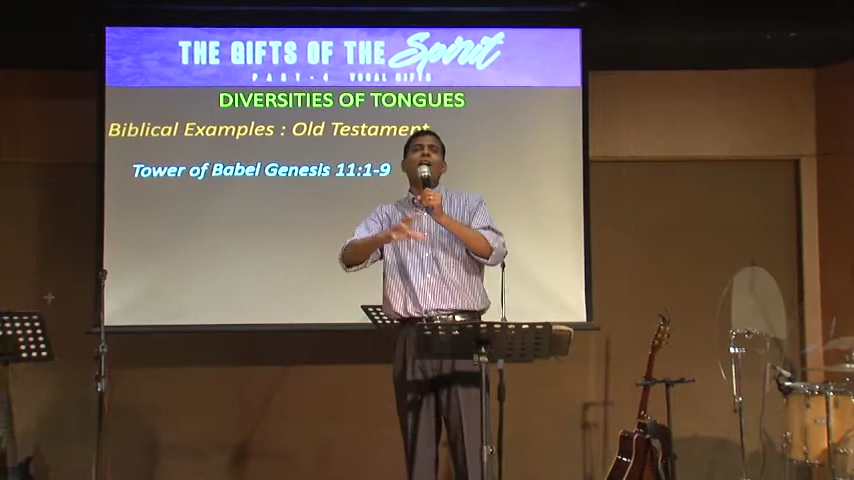 THE GIFTS OF THE Spirit
PART - 4 VOCAL GIFTS
DIVERSITIES OF TONGUES
Biblical Examples : Old Testament
Tower of Babel Genesis 11:1-9